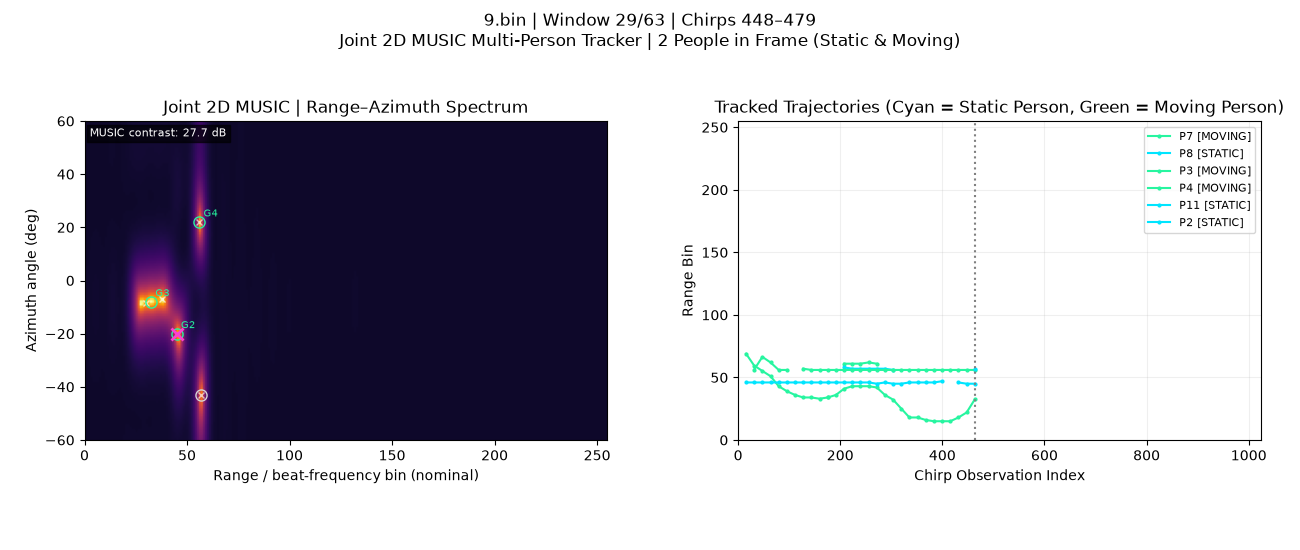 9.bin | Window 29/63 | Chirps 448–479
Joint 2D MUSIC Multi-Person Tracker | 2 People in Frame (Static & Moving)
Joint 2D MUSIC | Range–Azimuth Spectrum
MUSIC contrast: 27.7 dB
60
40
20
0
−20
−40
−60
Azimuth angle (deg)
G4
G3
G2
0
50
100
150
200
250
Range / beat-frequency bin (nominal)
Tracked Trajectories (Cyan = Static Person, Green = Moving Person)
250
200
150
100
50
0
Range Bin
P7 [MOVING]
P8 [STATIC]
P3 [MOVING]
P4 [MOVING]
P11 [STATIC]
P2 [STATIC]
0
200
400
600
800
1000
Chirp Observation Index